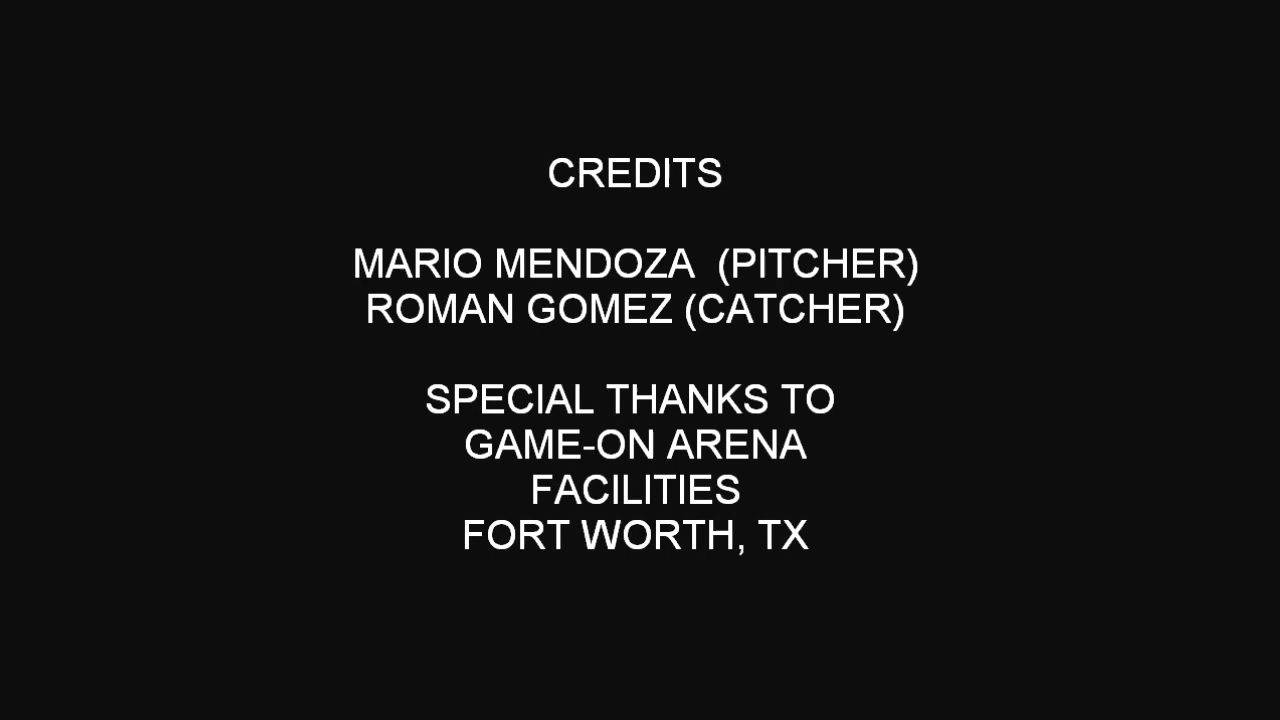 CREDITS
MARIO MENDOZA  (PITCHER)
ROMAN GOMEZ (CATCHER)
SPECIAL THANKS TO
GAME-ON ARENA
FACILITIES
FORT WORTH, TX